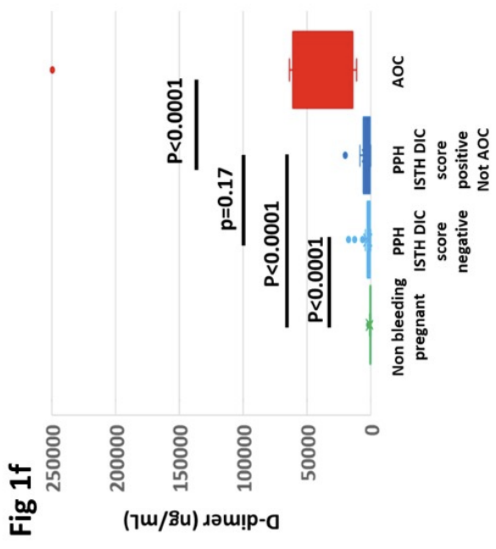 Fig 1f
D-dimer (ng/mL)
250000
200000
150000
100000
50000
0
P<0.0001
p=0.17
P<0.0001
P<0.0001
Non bleeding
pregnant
PPH
ISTH DIC
score
negative
PPH
ISTH DIC
score
positive
Not AOC
AOC